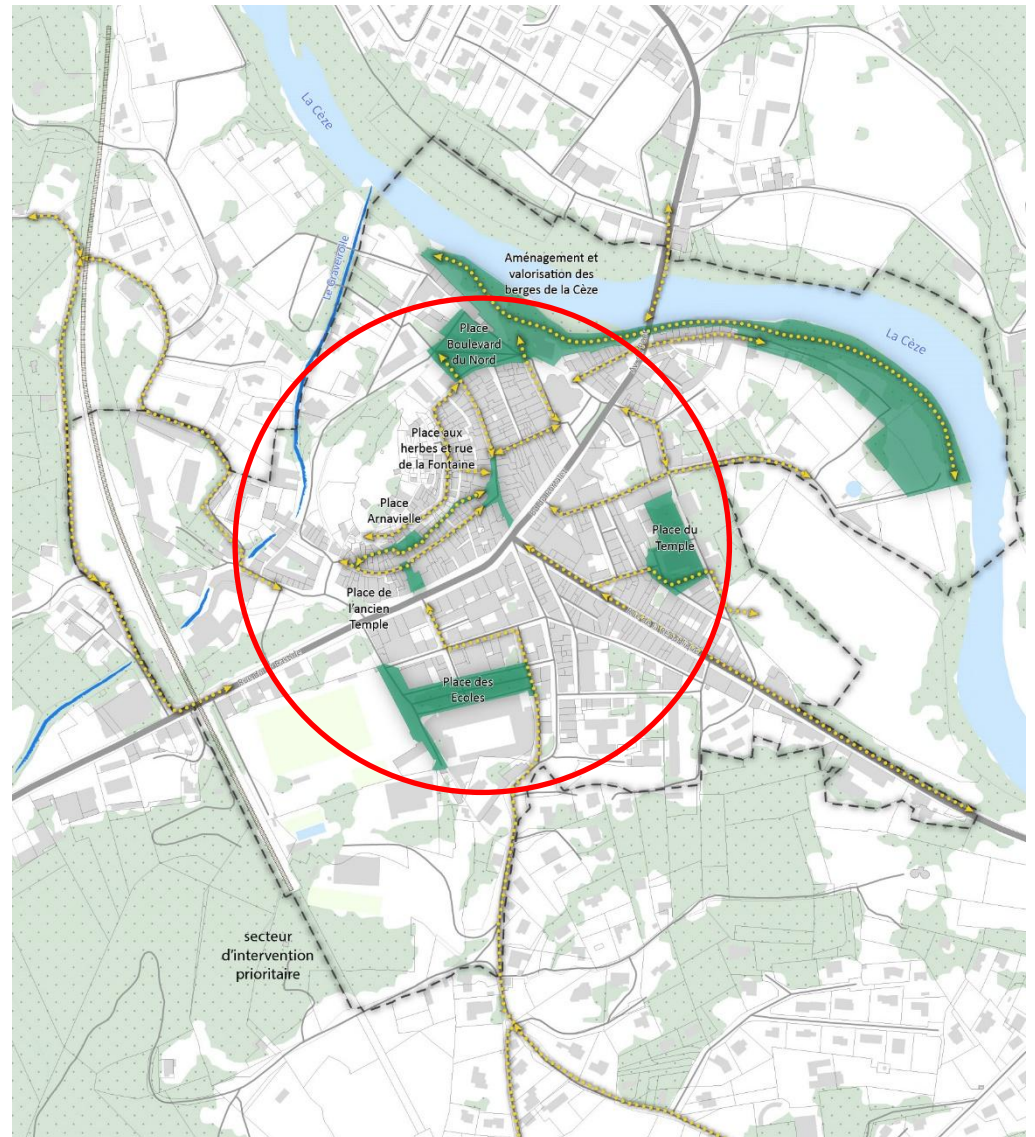 La Cèze
Le Graveirolle
Aménagement et
valorisation des
berges de la Cèze
La Cèze
Place
Boulevard
du Nord
Place aux
herbes et rue
de la Fontaine
Place
Arnavielle
Place du
Temple
Place de
l'ancien
Temple
Place des
Ecoles
secteur
d'intervention
prioritaire